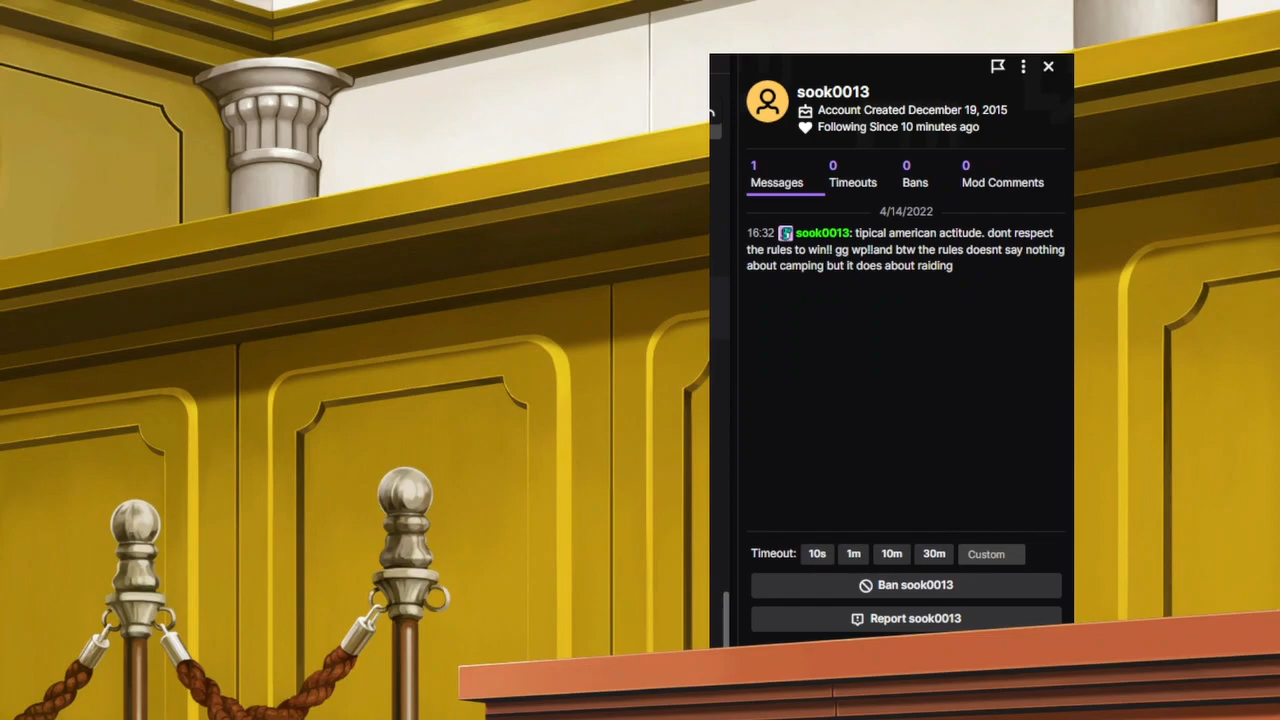 sook0013
Account Created December 19, 2015
Following Since 10 minutes ago
1 0 0 0
Messages Timeouts Bans Mod Comments
4/14/2022
16:32 sook0013: tipical american actitude. dont respect
the rules to win!! gg wp!!and btw the rules doesnt say nothing
about camping but it does about raiding
Timeout: 10s 1m 10m 30m Custom
Ban sook0013
Report sook0013